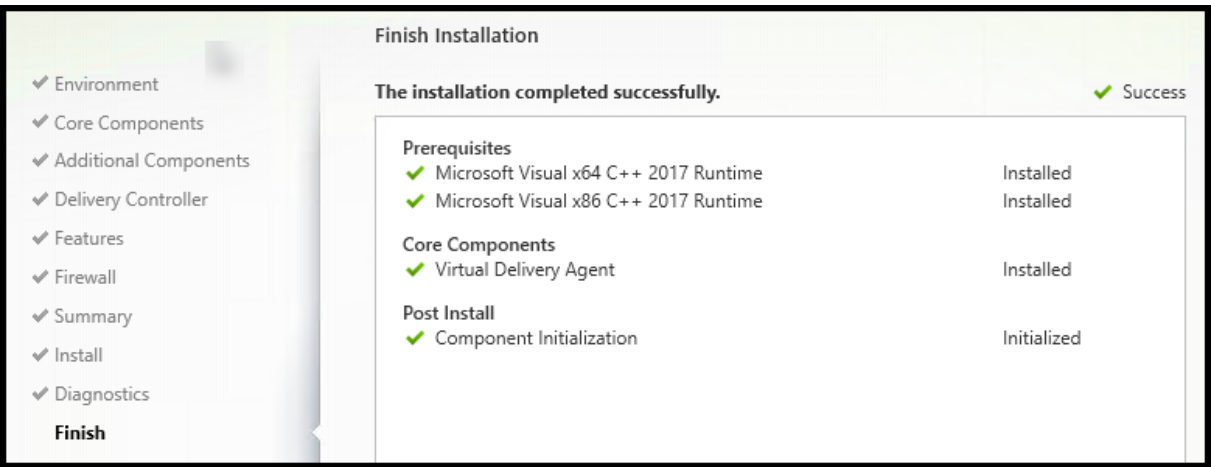 Environment
Core Components
Additional Components
Delivery Controller
Features
Firewall
Summary
Install
Diagnostics
Finish
Finish Installation
The installation completed successfully. Success
Prerequisites
Microsoft Visual x64 C++ 2017 Runtime Installed
Microsoft Visual x86 C++ 2017 Runtime Installed
Core Components
Virtual Delivery Agent Installed
Post Install
Component Initialization Initialized